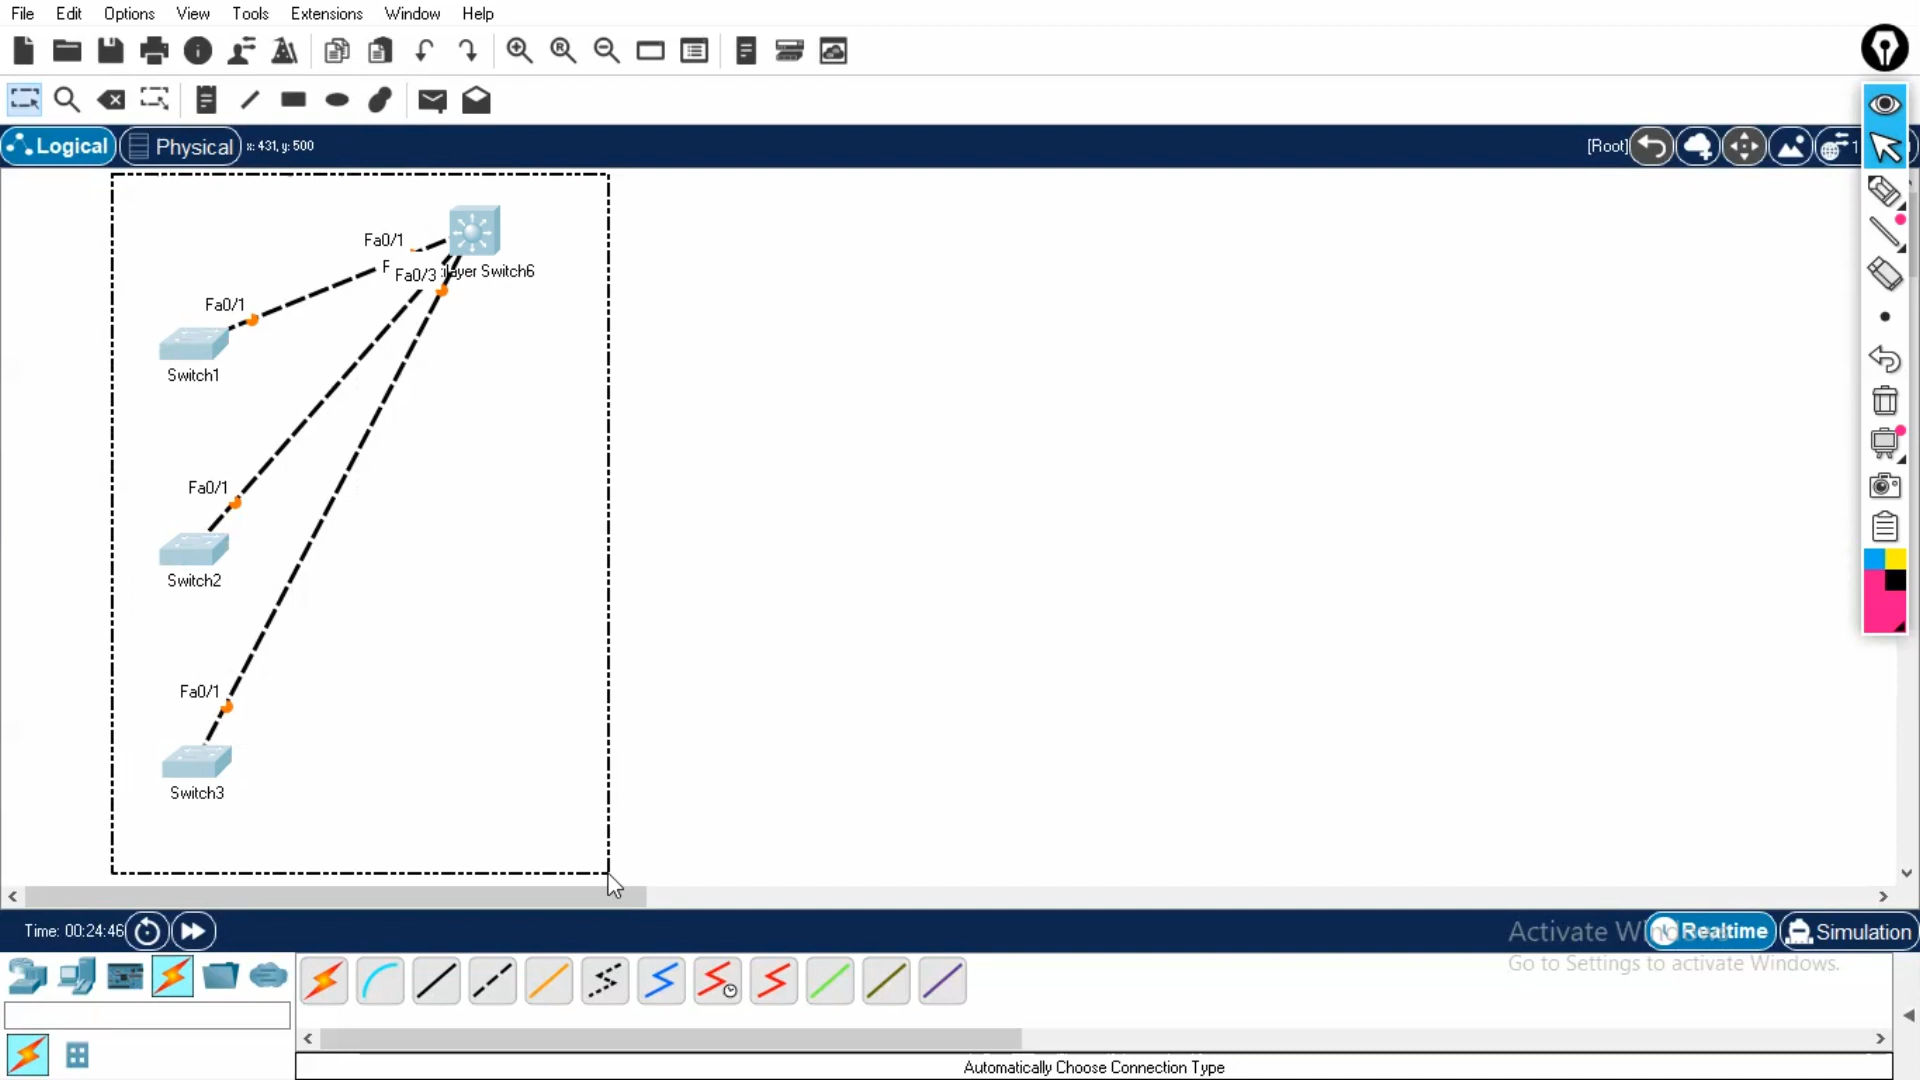 File Edit Options View Tools Extensions Window Help
Logical Physical x: 431, y: 500 [Root]
Fa0/1
Fa0/3 Switch6
Fa0/1
Switch1
Fa0/1
Switch2
Fa0/1
Switch3
Time: 00:24:46 Realtime Simulation
Activate
Go to Settings to activate Windows.
Automatically Choose Connection Type